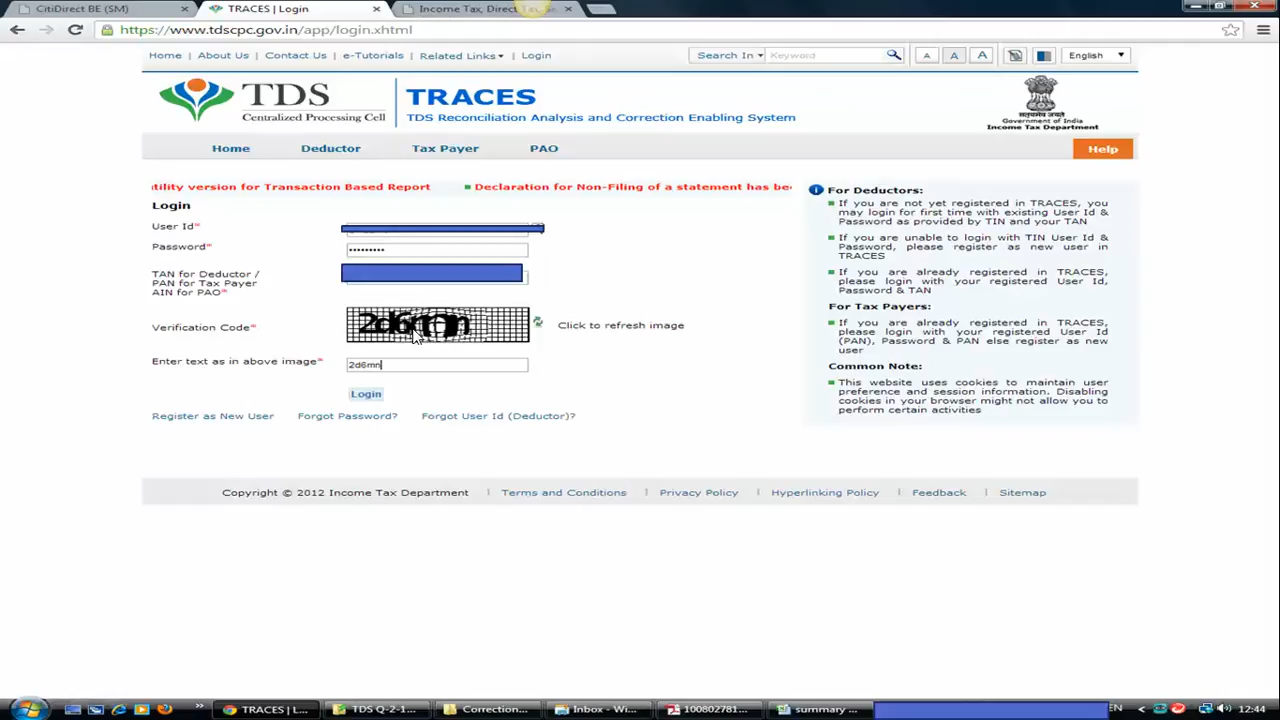 CitiDirect BE (SM)
TRACES | Login
Income Tax, Direct Tax, Se
https://www.tdscpc.gov.in/app/login.xhtml
Home | About Us | Contact Us | e-Tutorials | Related Links | Login
Search In Keyword
A A A
English
TDS
Centralized Processing Cell
TRACES
TDS Reconciliation Analysis and Correction Enabling System
सत्यमेव जयते
Government of India
Income Tax Department
Home Deductor Tax Payer PAO
Help
tility version for Transaction Based Report Declaration for Non-Filing of a statement has be
Login
User Id*
Password*
TAN for Deductor /
PAN for Tax Payer
AIN for PAO*
Verification Code*
Click to refresh image
Enter text as in above image*
2d6mn
Login
Register as New User Forgot Password? Forgot User Id (Deductor)?
For Deductors:
If you are not yet registered in TRACES, you
may login for first time with existing User Id &
Password as provided by TIN and your TAN
If you are unable to login with TIN User Id &
Password, please register as new user in
TRACES
If you are already registered in TRACES,
please login with your registered User Id,
Password & TAN
For Tax Payers:
If you are already registered in TRACES,
please login with your registered User Id
(PAN), Password & PAN else register as new
user
Common Note:
This website uses cookies to maintain user
preference and session information. Disabling
cookies in your browser might not allow you to
perform certain activities
Copyright © 2012 Income Tax Department | Terms and Conditions | Privacy Policy | Hyperlinking Policy | Feedback | Sitemap
TRACES | L...
TDS Q-2-1...
Correction...
Inbox - Wi...
100802781...
summary ...
EN
12:44